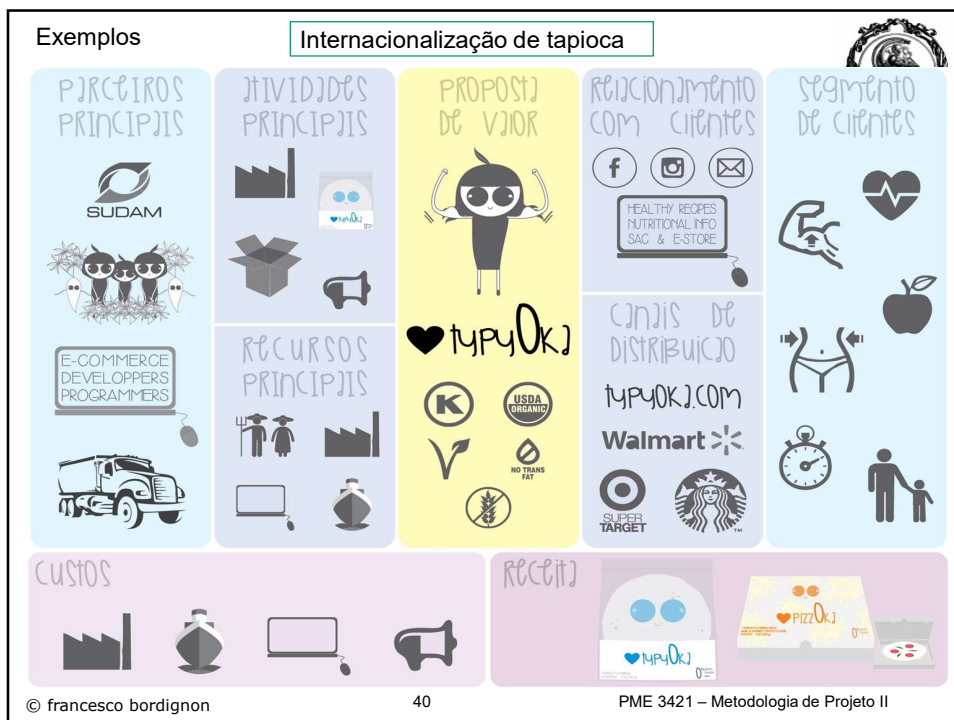 Exemplos
Internacionalização de tapioca
PARCEIROS
PRINCIPAIS
SUDAM
E-COMMERCE
DEVELOPPERS
PROGRAMMERS
ATIVIDADES
PRINCIPAIS
typyOka
RECURSOS
PRINCIPAIS
PROPOSTA
DE VALOR
typyOka
K
USDA
ORGANIC
V
NO TRANS
FAT
RELACIONAMENTO
COM CLIENTES
f
HEALTHY RECIPES
NUTRITIONAL INFO
SAC & E-STORE
CANAIS DE
DISTRIBUICAO
typyOka.com
Walmart
SUPER
TARGET
SEGMENTO
DE CLIENTES
CUSTOS
RECEITA
typyOka
pizzOka
© francesco bordignon
40
PME 3421 – Metodologia de Projeto II